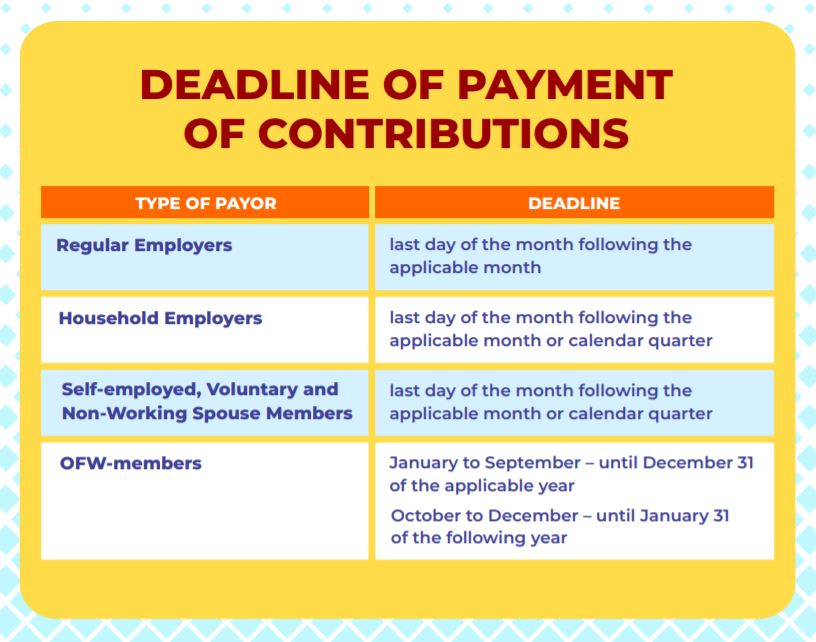 DEADLINE OF PAYMENT
OF CONTRIBUTIONS
TYPE OF PAYOR
DEADLINE
Regular Employers
last day of the month following the
applicable month
Household Employers
last day of the month following the
applicable month or calendar quarter
Self-employed, Voluntary and
Non-Working Spouse Members
last day of the month following the
applicable month or calendar quarter
OFW-members
January to September – until December 31
of the applicable year
October to December – until January 31
of the following year